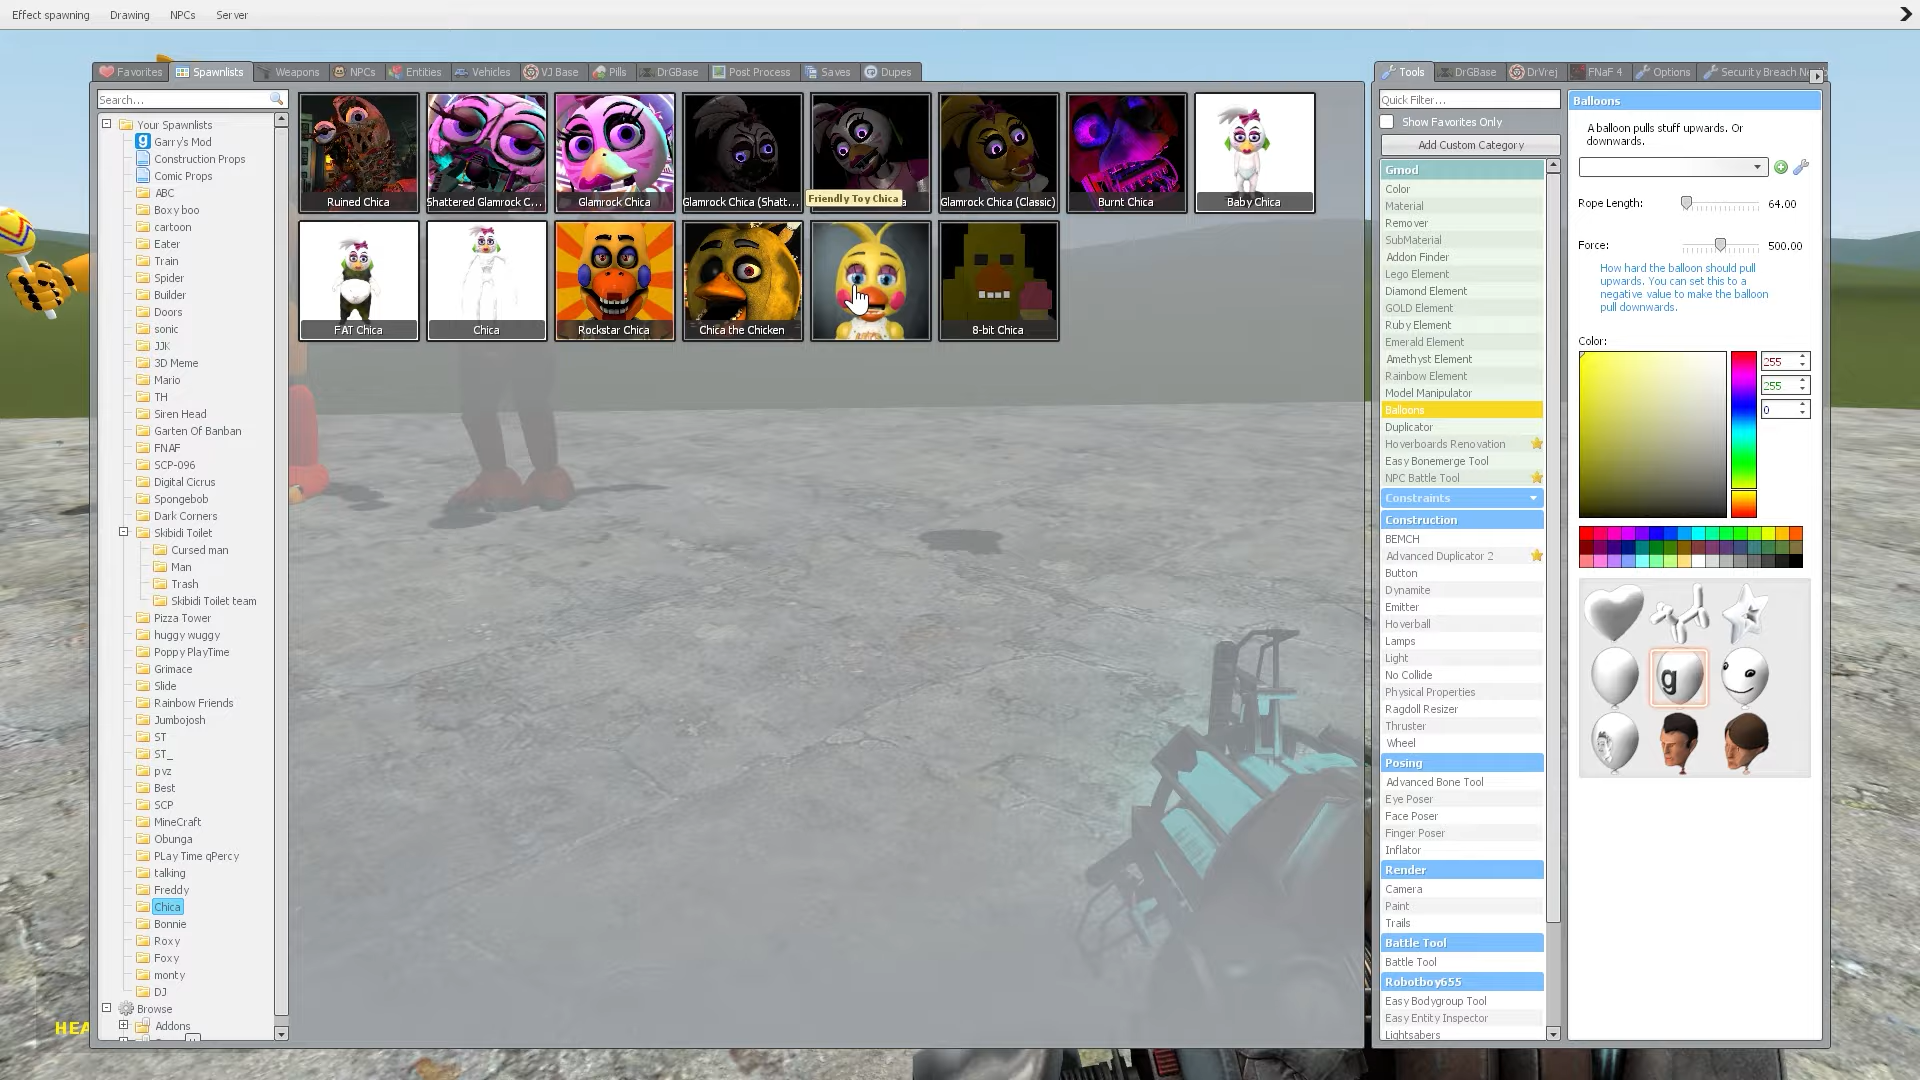 Effect spawning Drawing NPCs Server
Favorites Spawnlists Weapons NPCs Entities Vehicles VJ Base Pills DrGBase Post Process Saves Dupes
Search...
Your Spawnlists
Garry's Mod
Construction Props
Comic Props
ABC
Boxy boo
cartoon
Eater
Train
Spider
Builder
Doors
sonic
JJK
3D Meme
Mario
TH
Siren Head
Garten Of Banban
FNAF
SCP-096
Digital Cicrus
Spongebob
Dark Corners
Skibidi Toilet
Cursed man
Man
Trash
Skibidi Toilet team
Pizza Tower
huggy wuggy
Poppy PlayTime
Grimace
Slide
Rainbow Friends
Jumbojosh
ST
ST_
pvz
Best
SCP
MineCraft
Obunga
PLay Time qPercy
talking
Freddy
Chica
Bonnie
Roxy
Foxy
monty
DJ
Browse
Addons
HEA
Ruined Chica
Shattered Glamrock C...
Glamrock Chica
Glamrock Chica (Shatt...
Friendly Toy Chica
Glamrock Chica (Classic)
Burnt Chica
Baby Chica
FAT Chica
Chica
Rockstar Chica
Chica the Chicken
8-bit Chica
Tools DrGBase DrVrej FNaF 4 Options Security Breach
Quick Filter...
Show Favorites Only
Add Custom Category
Gmod
Color
Material
Remover
SubMaterial
Addon Finder
Lego Element
Diamond Element
GOLD Element
Ruby Element
Emerald Element
Amethyst Element
Rainbow Element
Model Manipulator
Balloons
Duplicator
Hoverboards Renovation
Easy Bonemerge Tool
NPC Battle Tool
Constraints
Construction
BEMCH
Advanced Duplicator 2
Button
Dynamite
Emitter
Hoverball
Lamps
Light
No Collide
Physical Properties
Ragdoll Resizer
Thruster
Wheel
Posing
Advanced Bone Tool
Eye Poser
Face Poser
Finger Poser
Inflator
Render
Camera
Paint
Trails
Battle Tool
Battle Tool
Robotboy655
Easy Bodygroup Tool
Easy Entity Inspector
Lightsabers
Balloons
A balloon pulls stuff upwards. Or
downwards.
Rope Length: 64.00
Force: 500.00
How hard the balloon should pull
upwards. You can set this to a
negative value to make the balloon
pull downwards.
Color:
255
255
0
g